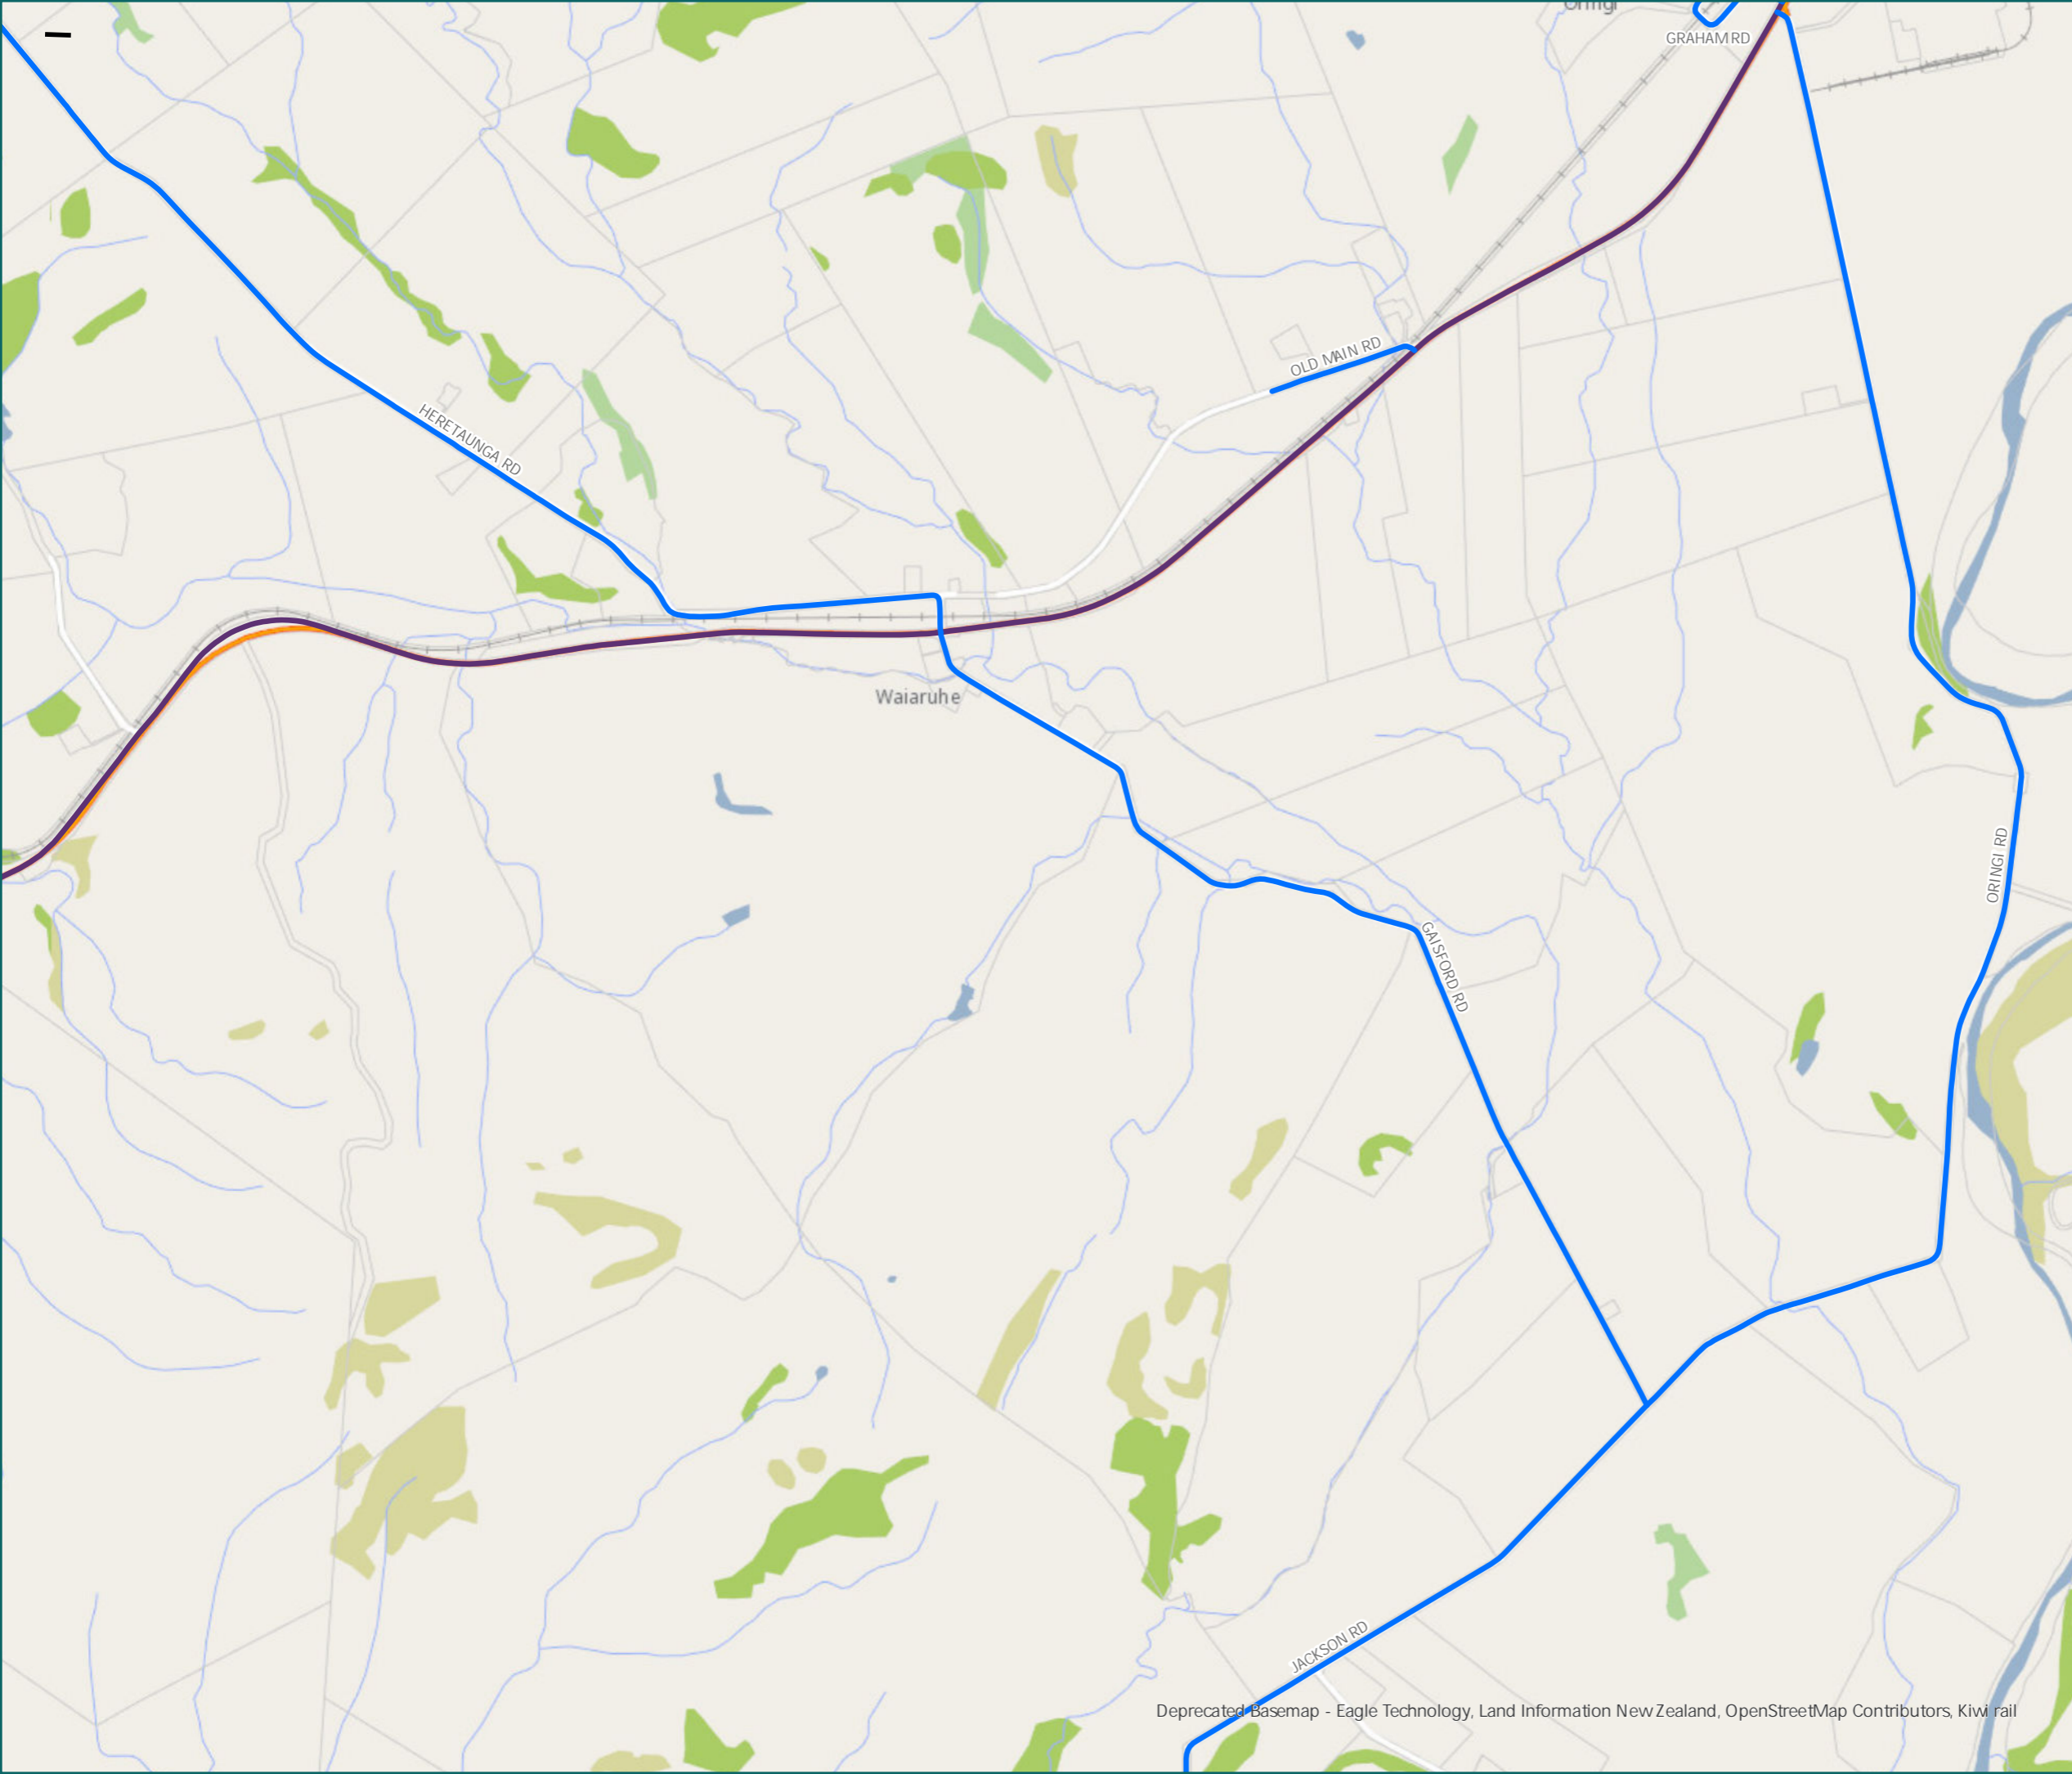 GRAHAM RD
OLD MAIN RD
HERETAUNGA RD
Waiaruhe
ORINGI RD
GAISFORD RD
JACKSON RD
Deprecated Basemap - Eagle Technology, Land Information New Zealand, OpenStreetMap Contributors, Kiwi rail